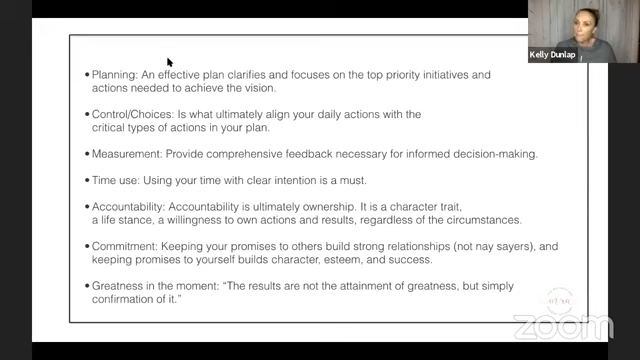 Kelly Dunlap
• Planning: An effective plan clarifies and focuses on the top priority initiatives and
actions needed to achieve the vision.
• Control/Choices: Is what ultimately align your daily actions with the
critical types of actions in your plan.
• Measurement: Provide comprehensive feedback necessary for informed decision-making.
• Time use: Using your time with clear intention is a must.
• Accountability: Accountability is ultimately ownership. It is a character trait,
a life stance, a willingness to own actions and results, regardless of the circumstances.
• Commitment: Keeping your promises to others build strong relationships (not nay sayers), and
keeping promises to yourself builds character, esteem, and success.
• Greatness in the moment: “The results are not the attainment of greatness, but simply
confirmation of it.”
zoom